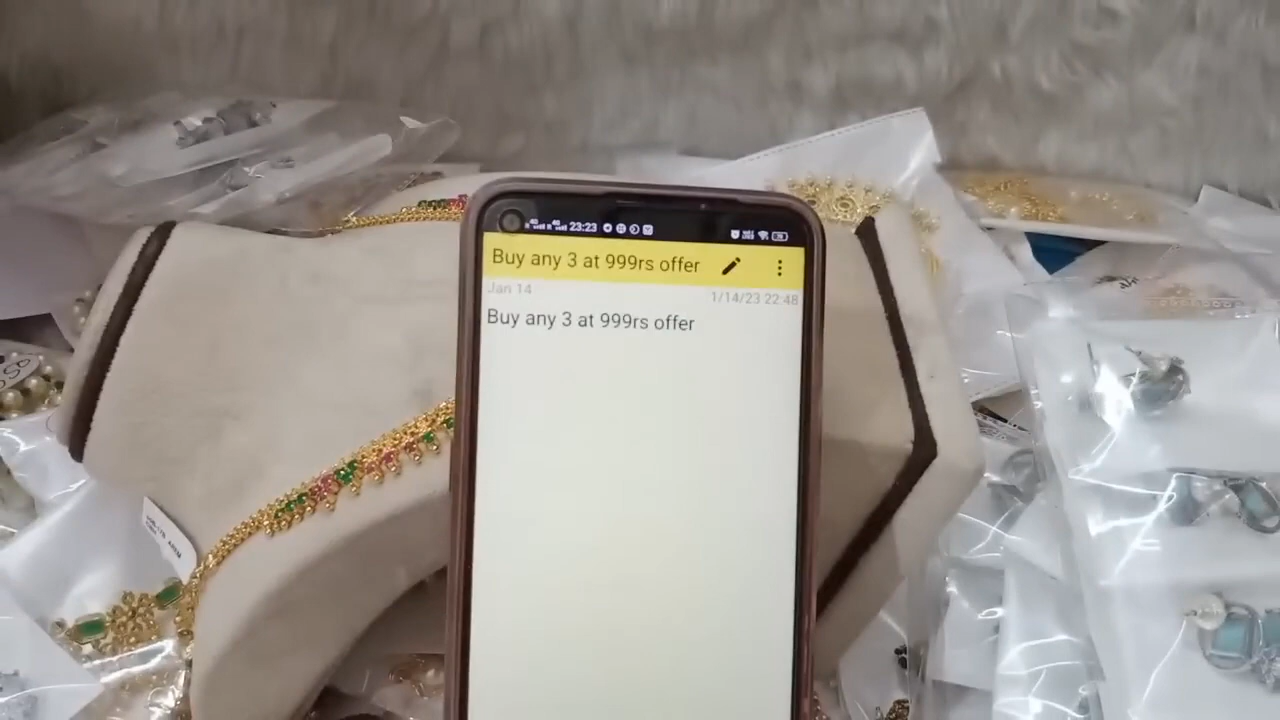 23:23
Buy any 3 at 999rs offer
Jan 14
1/14/23 22:48
Buy any 3 at 999rs offer